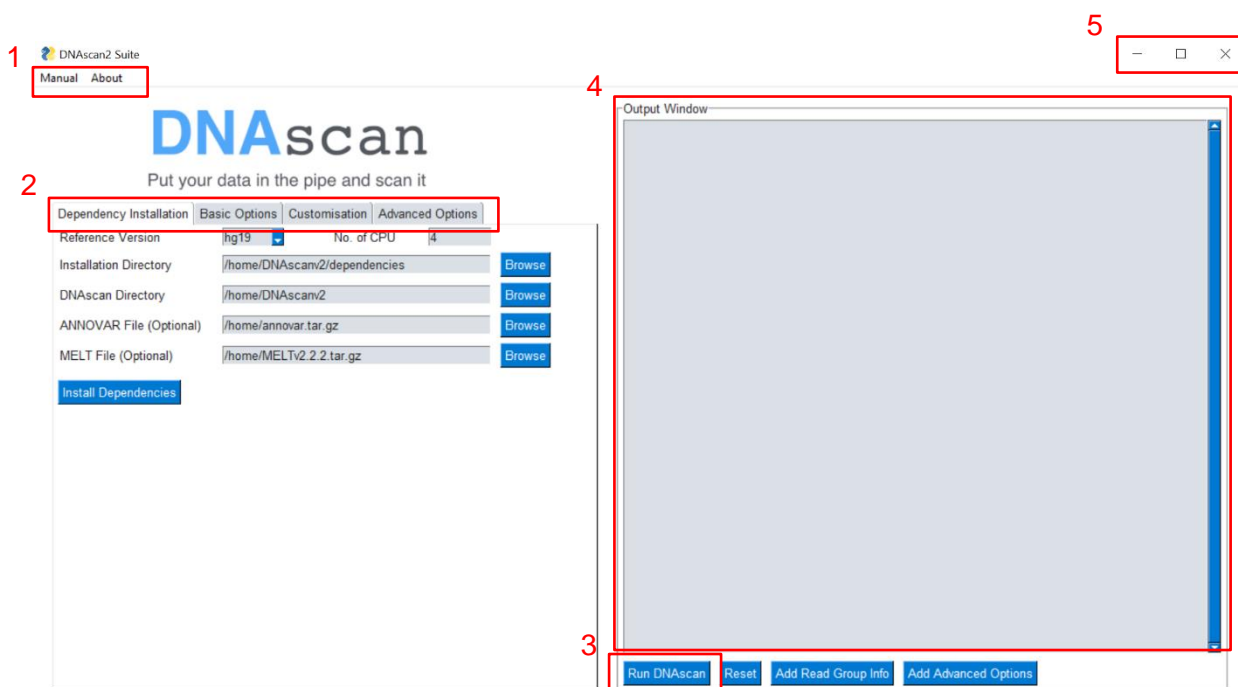 5
1
DNAscan2 Suite
Manual About
4
Output Window
DNAscan
Put your data in the pipe and scan it
2
Dependency Installation Basic Options Customisation Advanced Options
Reference Version hg19 No. of CPU 4
Installation Directory /home/DNAscanv2/dependencies Browse
DNAscan Directory /home/DNAscanv2 Browse
ANNOVAR File (Optional) /home/annovar.tar.gz Browse
MELT File (Optional) /home/MELTv2.2.2.tar.gz Browse
Install Dependencies
3
Run DNAscan Reset Add Read Group Info Add Advanced Options